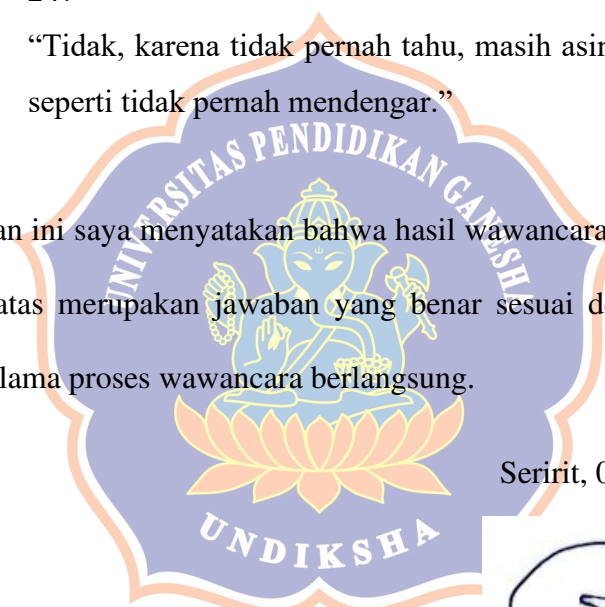 “Tidak, karena tidak pernah tahu, masih asin
seperti tidak pernah mendengar.”
UNIVERSITAS PENDIDIKAN GANESHA
an ini saya menyatakan bahwa hasil wawancara
atas merupakan jawaban yang benar sesuai d
lama proses wawancara berlangsung.
Seririt, 0
UNDIKSHA